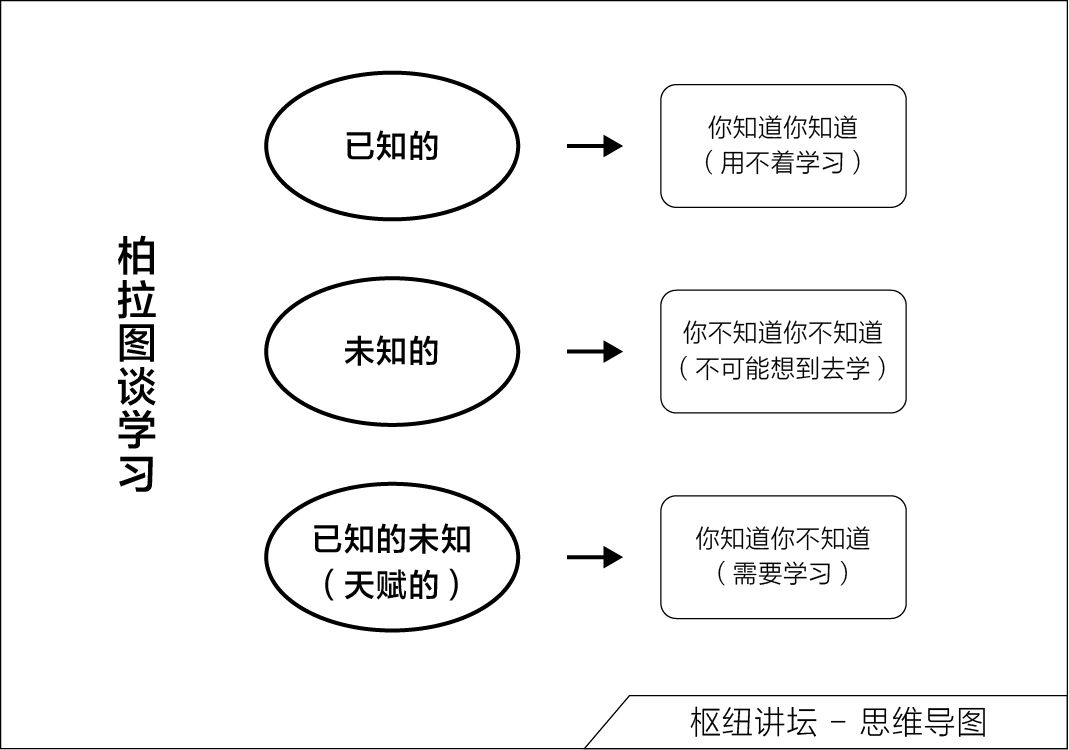 柏拉图谈学习
已知的
你知道你知道
（用不着学习）
未知的
你不知道你不知道
（不可能想到去学）
已知的未知
（天赋的）
你知道你不知道
（需要学习）
枢纽讲坛 - 思维导图